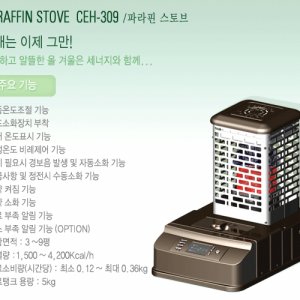 RAFFIN STOVE CEH-309 /파라핀 스토브
새는 이제 그만!
하고 알뜰한 올 겨울은 세너지와 함께...
주요 기능
동온도조절 기능
소화장치 부착
온도표시 기능
온도 비례제어 기능
필요시 경보음 발생 및 자동소화 기능
사항 및 정전시 수동소화 기능
켜짐 기능
소화 기능
부족 알림 기능
부족 알림 기능 (OPTION)
면적 : 3~9평
량 : 1,500 ~ 4,200Kcal/h
소비량(시간당) : 최소 0.12 ~ 최대 0.36kg
탱크 용량 : 5kg